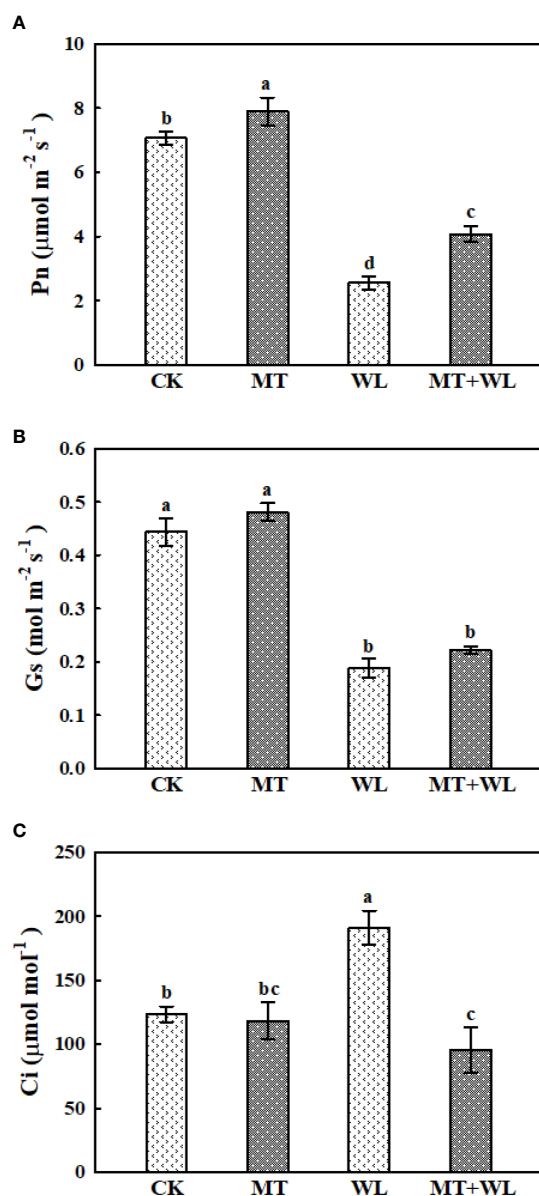 A
Pn (μmol m⁻² s⁻¹)
10
8
6
4
2
0
b
a
d
c
CK MT WL MT+WL
B
Gs (mol m⁻² s⁻¹)
0.6
0.5
0.4
0.3
0.2
0.1
0.0
a
a
b
b
CK MT WL MT+WL
C
Ci (μmol mol⁻¹)
250
200
150
100
50
0
b
bc
a
c
CK MT WL MT+WL